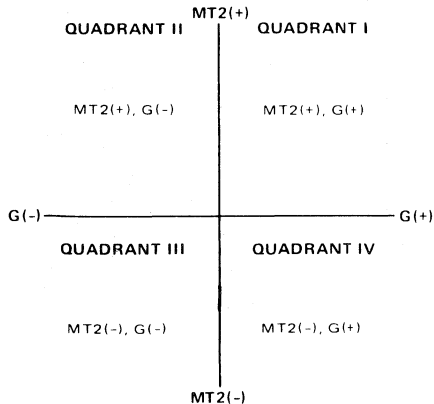 MT2(+)
QUADRANT II
QUADRANT I
MT2(+), G(-)
MT2(+), G(+)
G(-)
G(+)
QUADRANT III
QUADRANT IV
MT2(-), G(-)
MT2(-), G(+)
MT2(-)